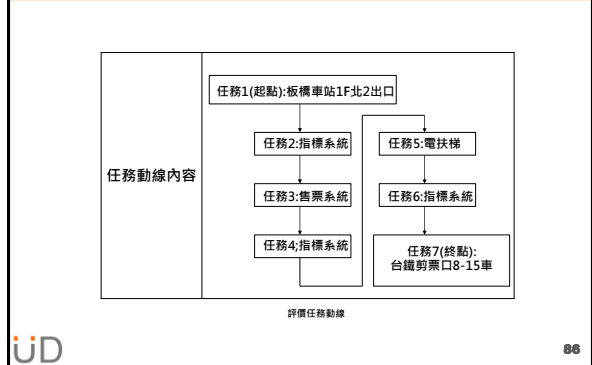 任務動線內容
任務1(起點):板橋車站1F北2出口
任務2:指標系統
任務3:售票系統
任務4;指標系統
任務5:電扶梯
任務6:指標系統
任務7(終點):
台鐵剪票口8-15車
評價任務動線
UD
86